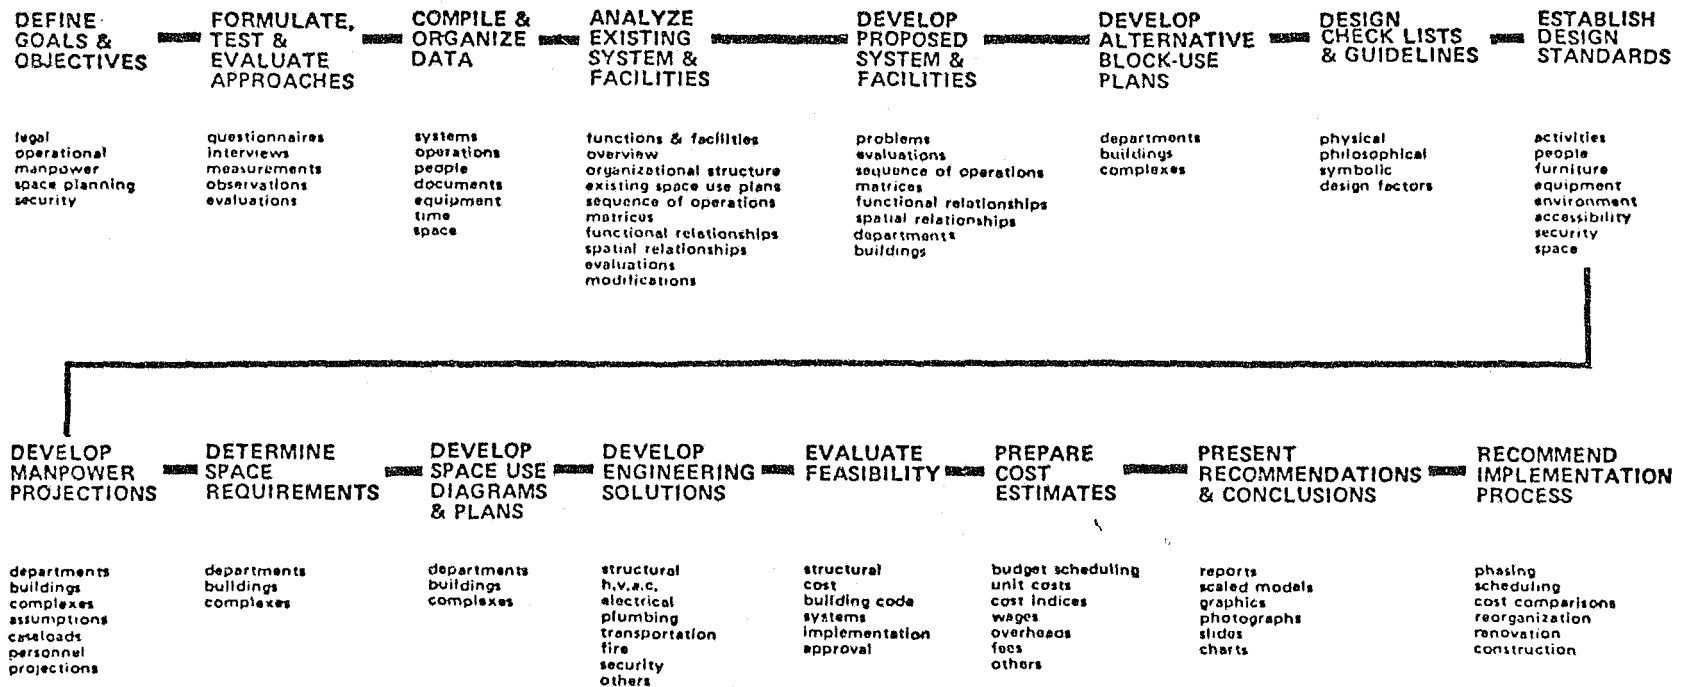 DEFINE
GOALS &
OBJECTIVES
legal
operational
manpower
space planning
security
FORMULATE,
TEST &
EVALUATE
APPROACHES
questionnaires
interviews
measurements
observations
evaluations
COMPILE &
ORGANIZE
DATA
systems
operations
people
documents
equipment
time
space
ANALYZE
EXISTING
SYSTEM &
FACILITIES
functions & facilities
overview
organizational structure
existing space use plans
sequence of operations
matrices
functional relationships
spatial relationships
evaluations
modifications
DEVELOP
PROPOSED
SYSTEM &
FACILITIES
problems
evaluations
sequence of operations
matrices
functional relationships
spatial relationships
departments
buildings
DEVELOP
ALTERNATIVE
BLOCK-USE
PLANS
departments
buildings
complexes
DESIGN
CHECK LISTS
& GUIDELINES
physical
philosophical
symbolic
design factors
ESTABLISH
DESIGN
STANDARDS
activities
people
furniture
equipment
environment
accessibility
security
space
DEVELOP
MANPOWER
PROJECTIONS
departments
buildings
complexes
assumptions
caseloads
personnel
projections
DETERMINE
SPACE
REQUIREMENTS
departments
buildings
complexes
DEVELOP
SPACE USE
DIAGRAMS
& PLANS
departments
buildings
complexes
DEVELOP
ENGINEERING
SOLUTIONS
structural
h.v.a.c.
electrical
plumbing
transportation
fire
security
others
EVALUATE
FEASIBILITY
structural
cost
building code
systems
implementation
approval
PREPARE
COST
ESTIMATES
budget scheduling
unit costs
cost indices
wages
overheads
fees
others
PRESENT
RECOMMENDATIONS
& CONCLUSIONS
reports
scaled models
graphics
photographs
slides
charts
RECOMMEND
IMPLEMENTATION
PROCESS
phasing
scheduling
cost comparisons
reorganization
renovation
construction